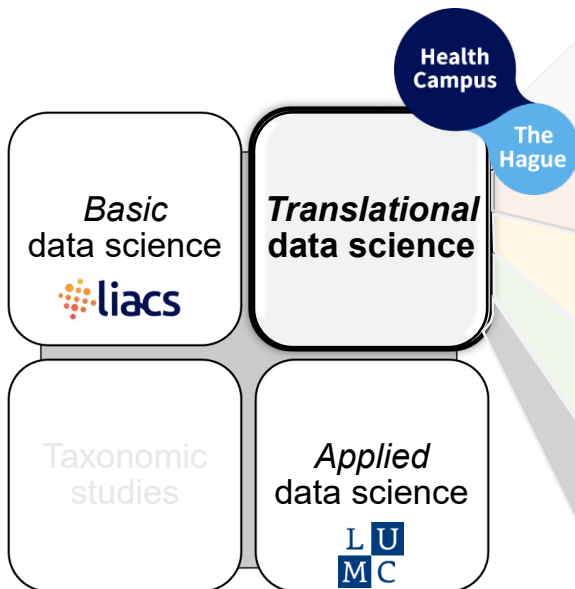 Health
Campus
The
Hague
Basic
data science
liacs
Translational
data science
Taxonomic
studies
Applied
data science
L U
M C